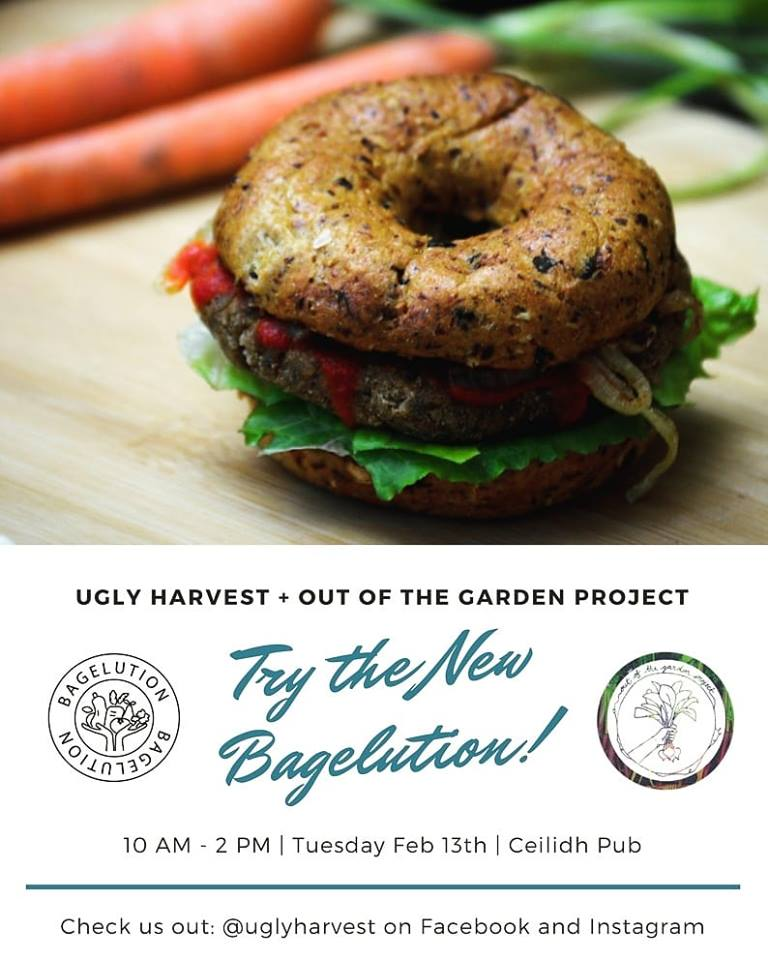 UGLY HARVEST + OUT OF THE GARDEN PROJECT
BAGELUTION
BAGELUTION
Try the New
Bagelution!
out of the garden project
10 AM - 2 PM | Tuesday Feb 13th | Ceilidh Pub
Check us out: @uglyharvest on Facebook and Instagram